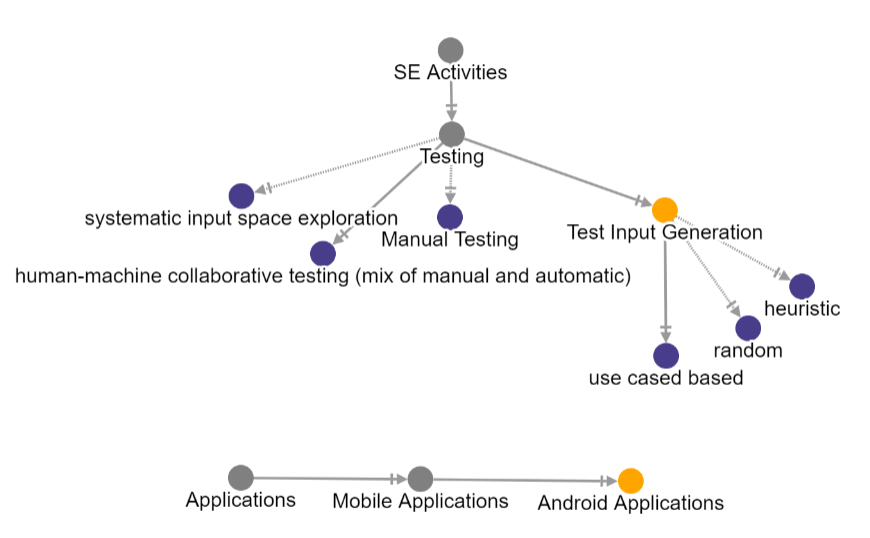 SE Activities
Testing
systematic input space exploration
Manual Testing
Test Input Generation
human-machine collaborative testing (mix of manual and automatic)
heuristic
random
use cased based
Applications
Mobile Applications
Android Applications